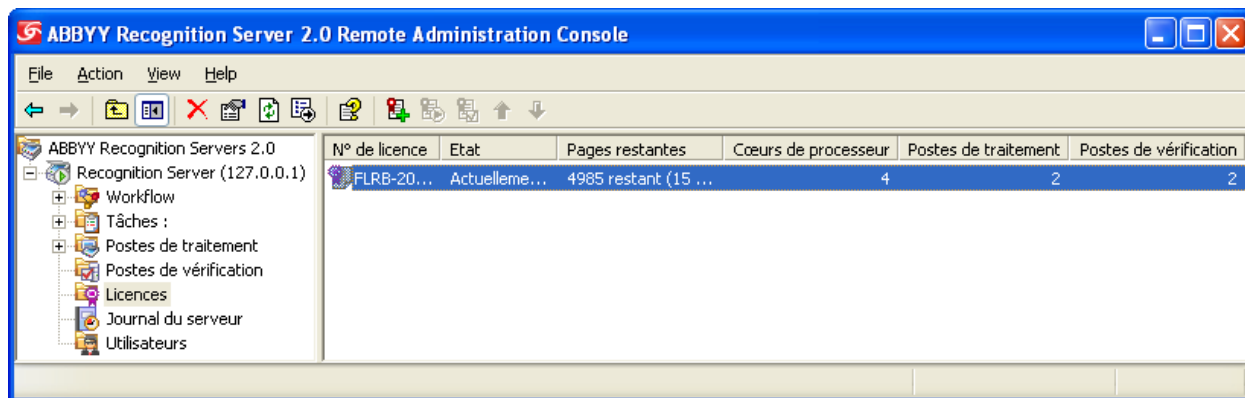 ABBYY Recognition Server 2.0 Remote Administration Console
File Action View Help
ABBYY Recognition Servers 2.0
Recognition Server (127.0.0.1)
Workflow
Tâches :
Postes de traitement
Postes de vérification
Licences
Journal du serveur
Utilisateurs
N° de licence Etat Pages restantes Cœurs de processeur Postes de traitement Postes de vérification
FLRB-20... Actuelleme... 4985 restant (15 ... 4 2 2